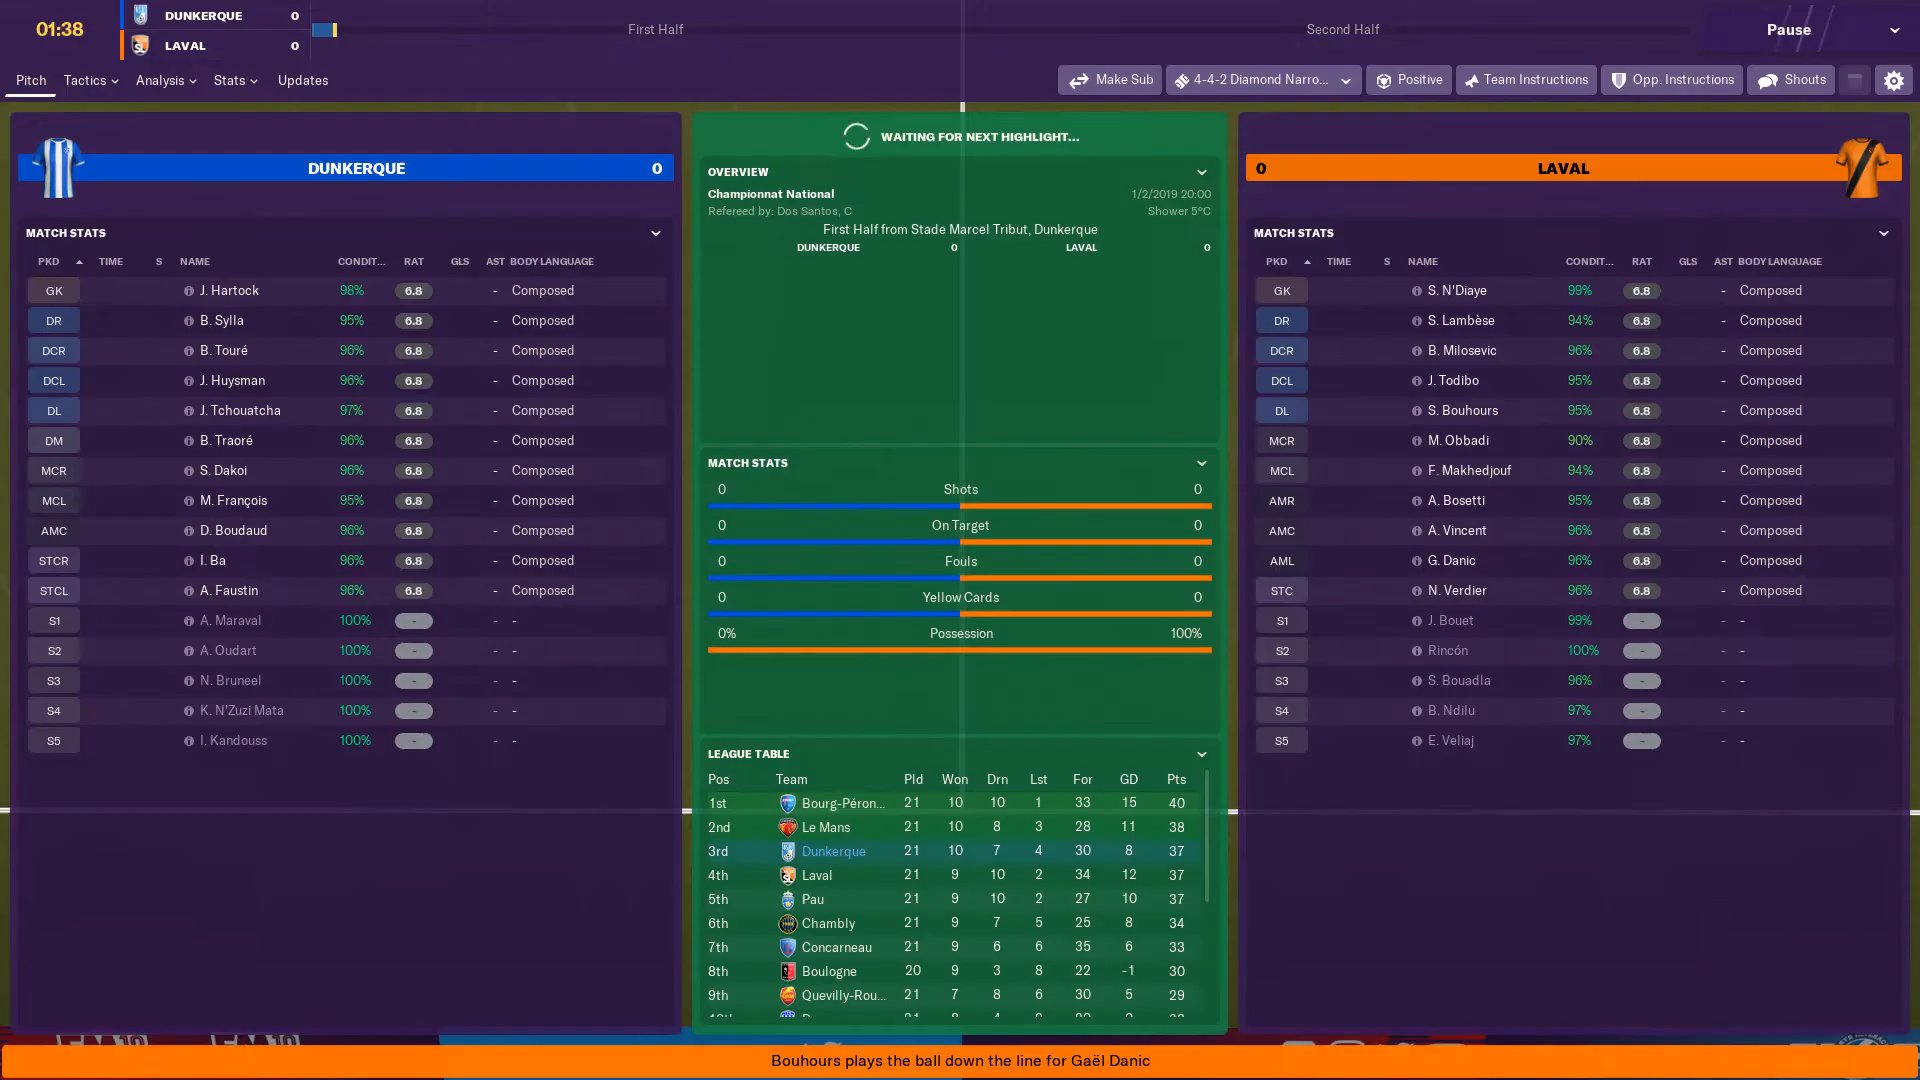 01:38
DUNKERQUE 0
LAVAL 0
First Half
Second Half
Pause
Pitch Tactics Analysis Stats Updates
Make Sub 4-4-2 Diamond Narro... Positive Team Instructions Opp. Instructions Shouts
DUNKERQUE 0
MATCH STATS
PKD TIME S NAME CONDIT... RAT GLS AST BODY LANGUAGE
GK J. Hartock 98% 6.8 - Composed
DR B. Sylla 95% 6.8 - Composed
DCR B. Touré 96% 6.8 - Composed
DCL J. Huysman 96% 6.8 - Composed
DL J. Tchouatcha 97% 6.8 - Composed
DM B. Traoré 96% 6.8 - Composed
MCR S. Dakoi 96% 6.8 - Composed
MCL M. François 95% 6.8 - Composed
AMC D. Boudaud 96% 6.8 - Composed
STCR I. Ba 96% 6.8 - Composed
STCL A. Faustin 96% 6.8 - Composed
S1 A. Maraval 100% - - -
S2 A. Oudart 100% - - -
S3 N. Bruneel 100% - - -
S4 K. N'Zuzi Mata 100% - - -
S5 I. Kandouss 100% - - -
WAITING FOR NEXT HIGHLIGHT...
OVERVIEW
Championnat National 1/2/2019 20:00
Refereed by: Dos Santos, C Shower 5°C
First Half from Stade Marcel Tribut, Dunkerque
DUNKERQUE 0 LAVAL 0
MATCH STATS
0 Shots 0
0 On Target 0
0 Fouls 0
0 Yellow Cards 0
0% Possession 100%
LEAGUE TABLE
Pos Team Pld Won Drn Lst For GD Pts
1st Bourg-Péron... 21 10 10 1 33 15 40
2nd Le Mans 21 10 8 3 28 11 38
3rd Dunkerque 21 10 7 4 30 8 37
4th Laval 21 9 10 2 34 12 37
5th Pau 21 9 10 2 27 10 37
6th Chambly 21 9 7 5 25 8 34
7th Concarneau 21 9 6 6 35 6 33
8th Boulogne 20 9 3 8 22 -1 30
9th Quevilly-Rou... 21 7 8 6 30 5 29
0 LAVAL
MATCH STATS
PKD TIME S NAME CONDIT... RAT GLS AST BODY LANGUAGE
GK S. N'Diaye 99% 6.8 - Composed
DR S. Lambèse 94% 6.8 - Composed
DCR B. Milosevic 96% 6.8 - Composed
DCL J. Todibo 95% 6.8 - Composed
DL S. Bouhours 95% 6.8 - Composed
MCR M. Obbadi 90% 6.8 - Composed
MCL F. Makhedjouf 94% 6.8 - Composed
AMR A. Bosetti 95% 6.8 - Composed
AMC A. Vincent 96% 6.8 - Composed
AML G. Danic 96% 6.8 - Composed
STC N. Verdier 96% 6.8 - Composed
S1 J. Bouet 99% - - -
S2 Rincón 100% - - -
S3 S. Bouadla 96% - - -
S4 B. Ndilu 97% - - -
S5 E. Veliaj 97% - - -
Bouhours plays the ball down the line for Gaël Danic